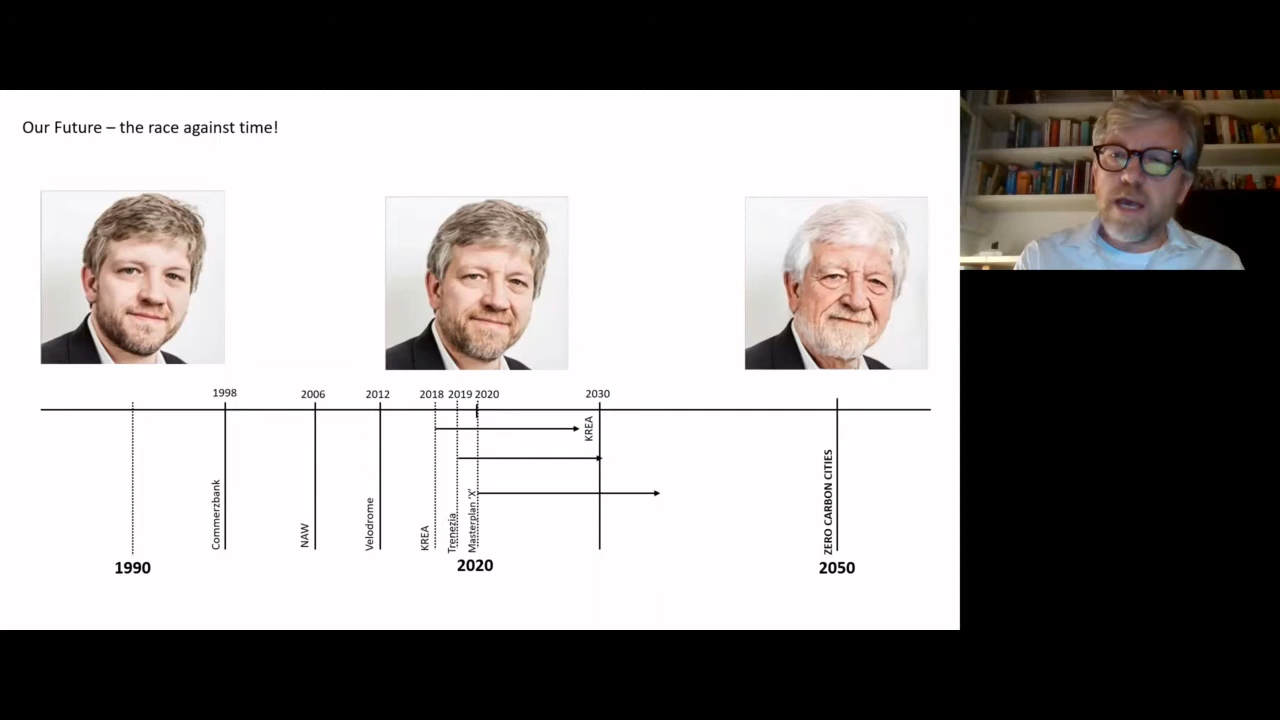 Our Future – the race against time!
1998
2006
2012
2018
2019
2020
2030
Commerzbank
NAW
Velodrome
KREA
Trenezia
Masterplan ‘X’
KREA
ZERO CARBON CITIES
1990
2020
2050